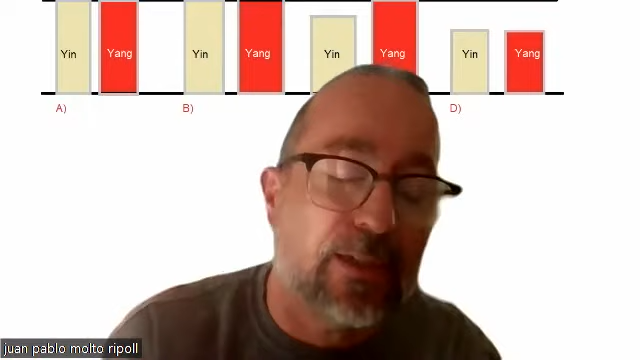 Yin Yang Yin Yang Yin Yang Yin Yang
A) B) D)
juan pablo molto ripoll